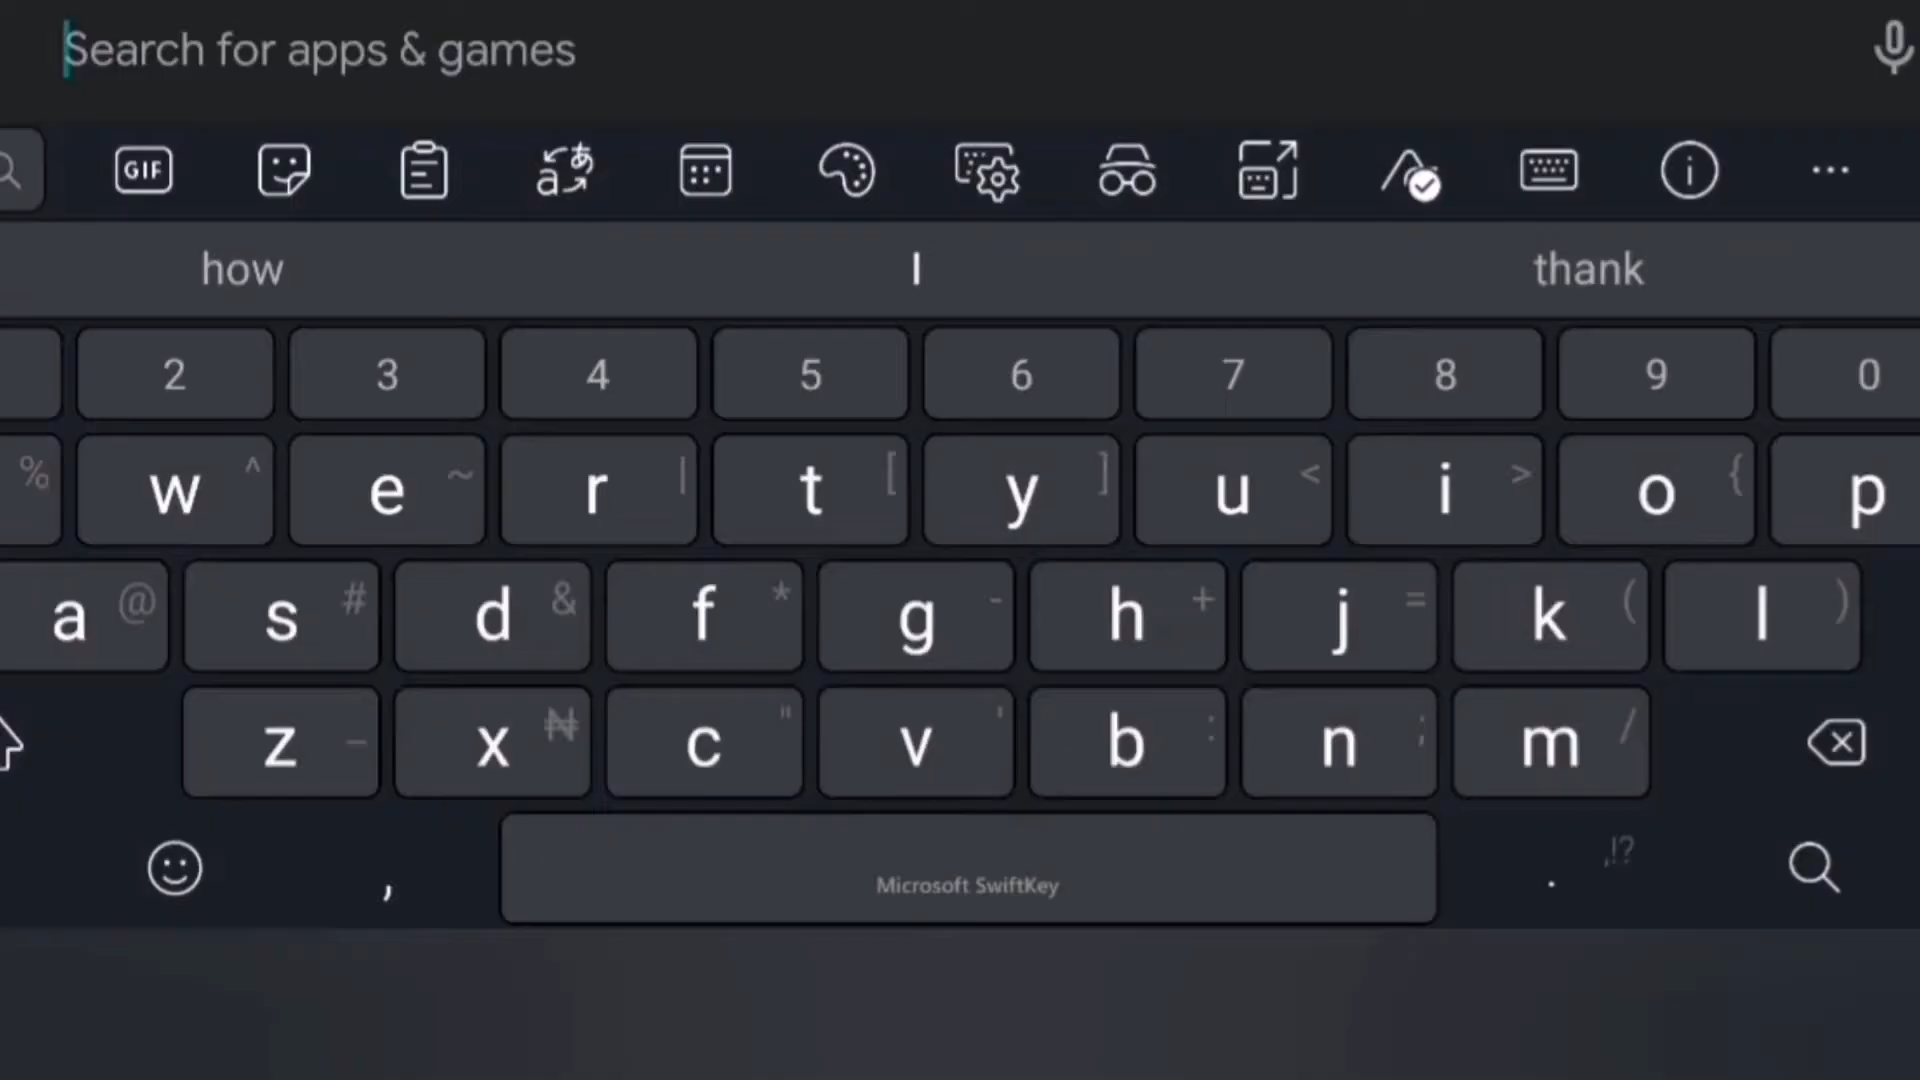 Search for apps & games
GIF
how I thank
2 3 4 5 6 7 8 9 0
% w ^ e ~ r | t [ y ] u < i > o { p
a @ s # d & f * g - h + j = k ( l )
z _ x ₦ c " v ' b : n ; m /
, Microsoft SwiftKey . ,!?